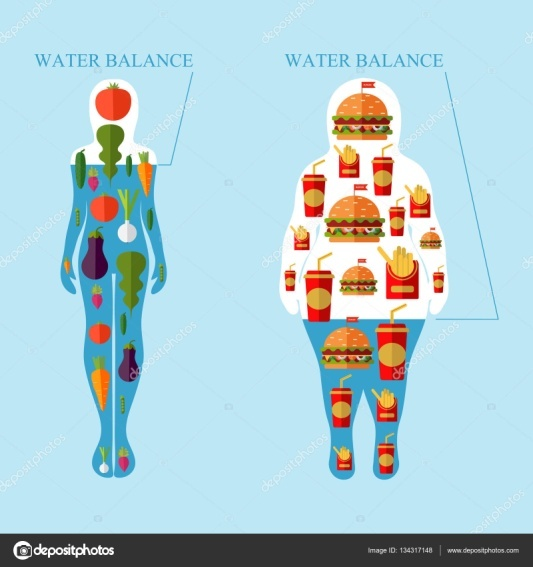 WATER BALANCE
WATER BALANCE
depositphotos
Image ID: 134317148 | www.depositphotos.com